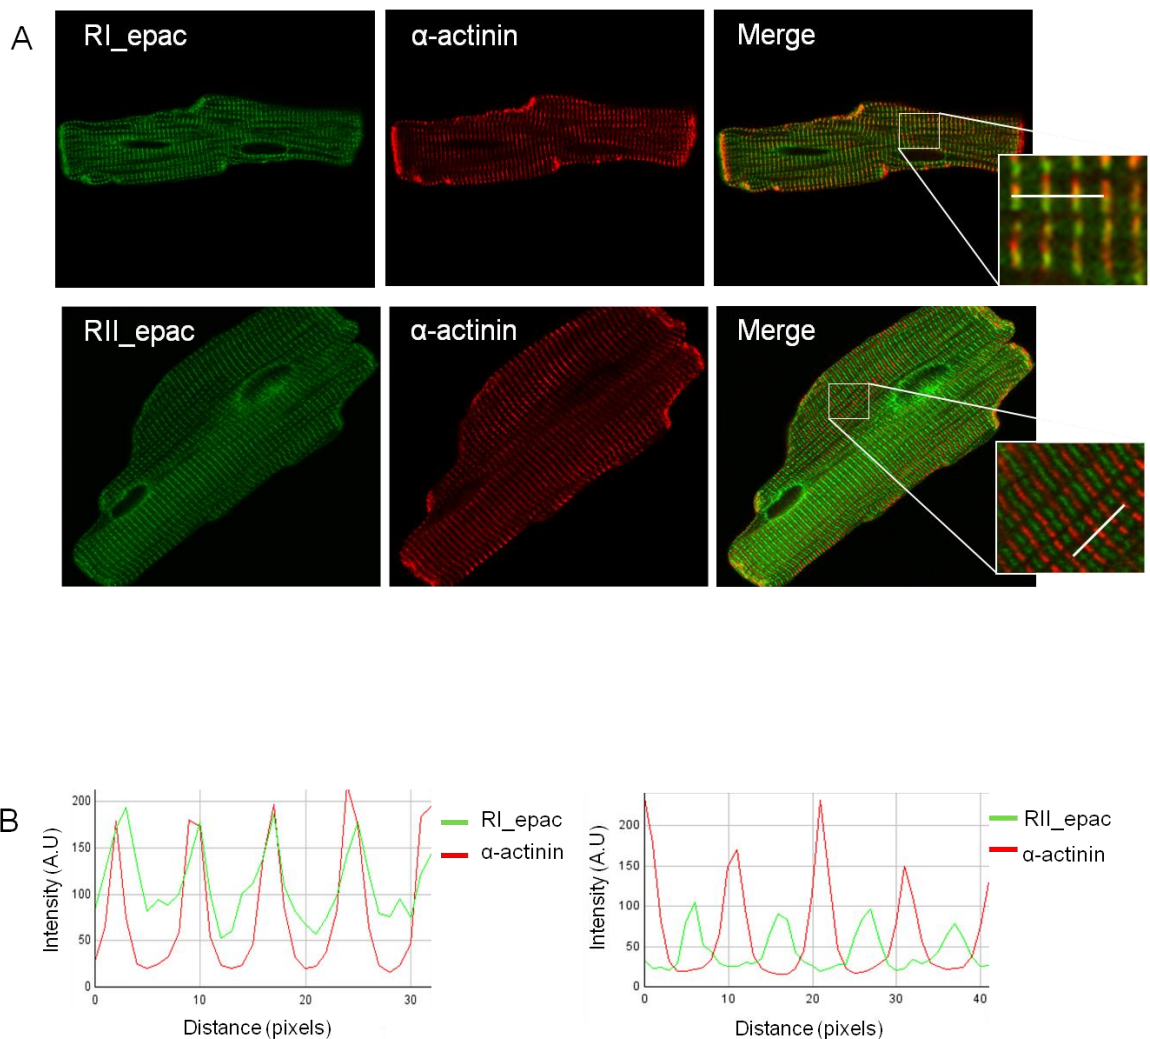 A
RI_epac
α-actinin
Merge
RII_epac
α-actinin
Merge
B
Intensity (A.U)
200
150
100
50
0
0
10
20
30
Distance (pixels)
RI_epac
α-actinin
Intensity (A.U)
200
150
100
50
0
0
10
20
30
40
Distance (pixels)
RII_epac
α-actinin